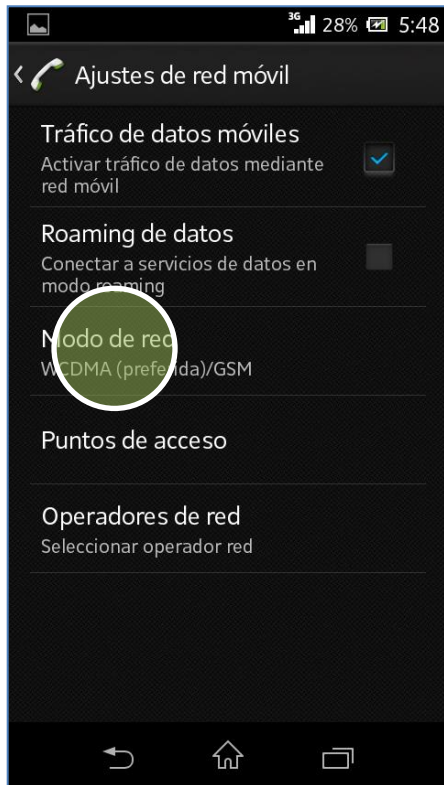 3G 28% 5:48
Ajustes de red móvil
Tráfico de datos móviles
Activar tráfico de datos mediante
red móvil
Roaming de datos
Conectar a servicios de datos en
modo roaming
Modo de red
WCDMA (preferida)/GSM
Puntos de acceso
Operadores de red
Seleccionar operador red